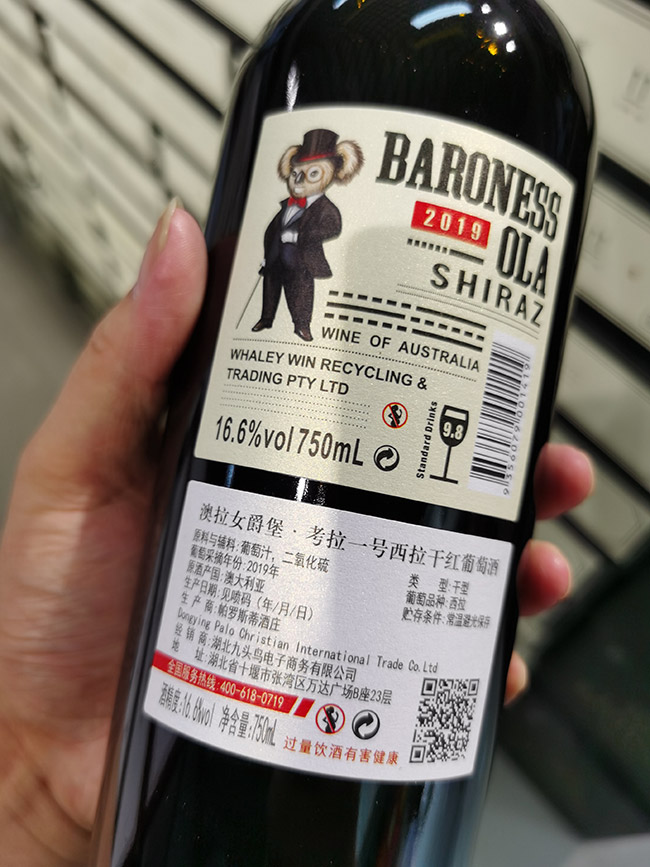 BARONESS
2019 OLA
SHIRAZ
WINE OF AUSTRALIA
WHALEY WIN RECYCLING &
TRADING PTY LTD
16.6%vol 750mL
Standard Drinks
9.8
9356079001419
澳拉女爵堡·考拉一号西拉干红葡萄酒
原料与辅料:葡萄汁，二氧化硫
类 型:干型
葡萄采摘年份:2019年
葡萄品种:西拉
原酒产国:澳大利亚
贮存条件:常温避光保存
生产日期:见喷码（年/月/日）
生 产 商:帕罗斯蒂酒庄
Dongying Palo Christian International Trade Co.Ltd
经 销 商:湖北九头鸟电子商务有限公司
地 址:湖北省十堰市张湾区万达广场B座23层
全国服务热线:400-618-0719
酒精度:16.6%vol 净含量:750mL
过量饮酒有害健康